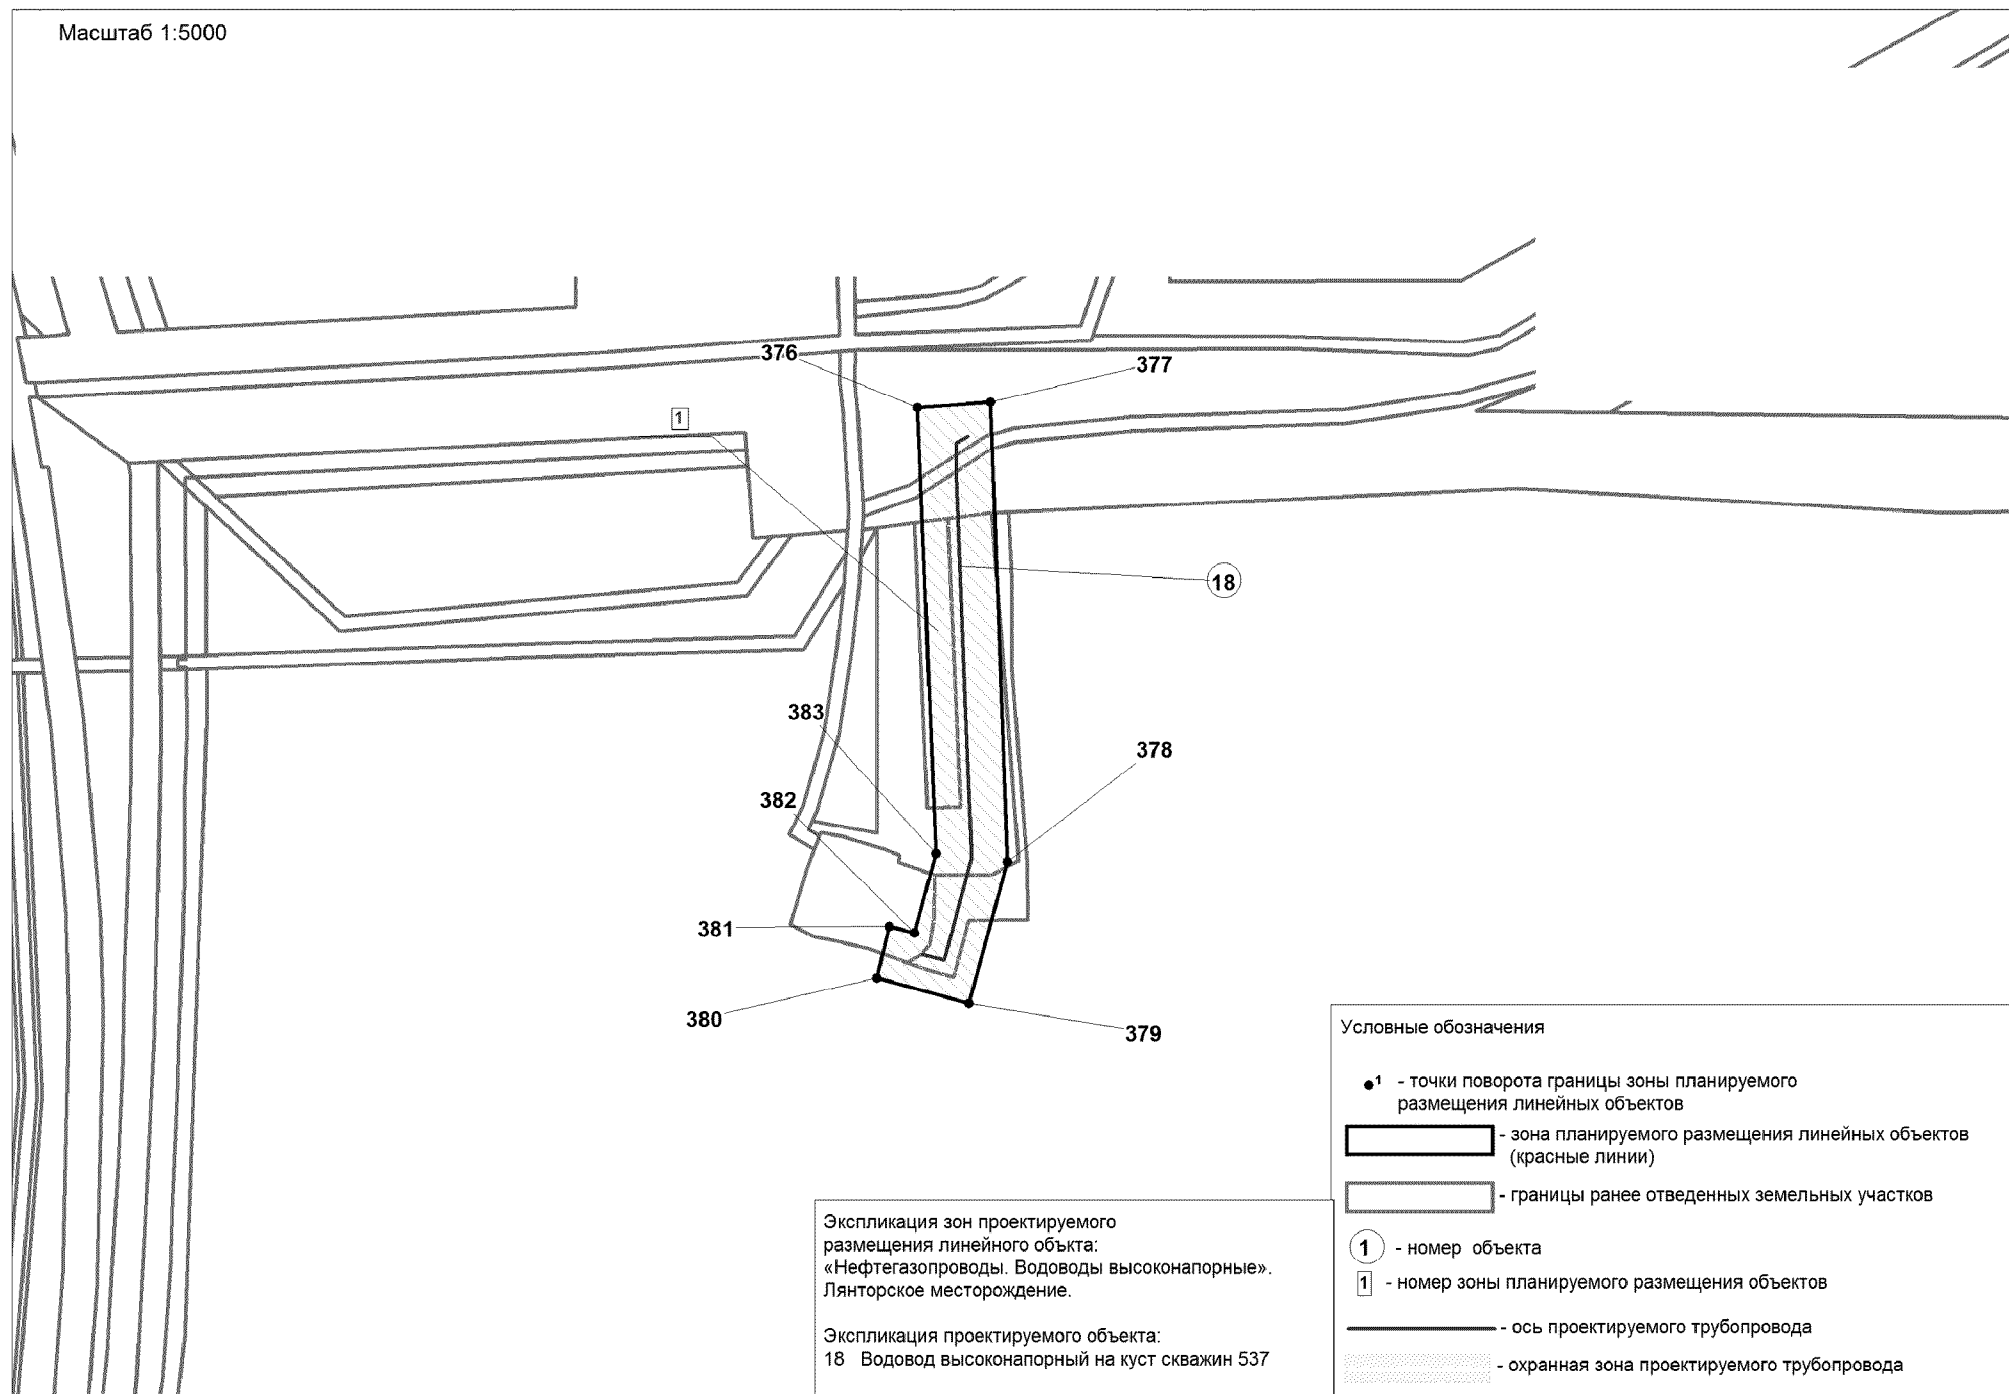 Масштаб 1:5000
376
377
1
18
383
378
382
381
380
379
Условные обозначения
1 - точки поворота границы зоны планируемого
размещения линейных объектов
- зона планируемого размещения линейных объектов
(красные линии)
- границы ранее отведенных земельных участков
1 - номер объекта
1 - номер зоны планируемого размещения объектов
- ось проектируемого трубопровода
- охранная зона проектируемого трубопровода
Экспликация зон проектируемого
размещения линейного объкта:
«Нефтегазопроводы. Водоводы высоконапорные».
Лянторское месторождение.
Экспликация проектируемого объекта:
18 Водовод высоконапорный на куст скважин 537